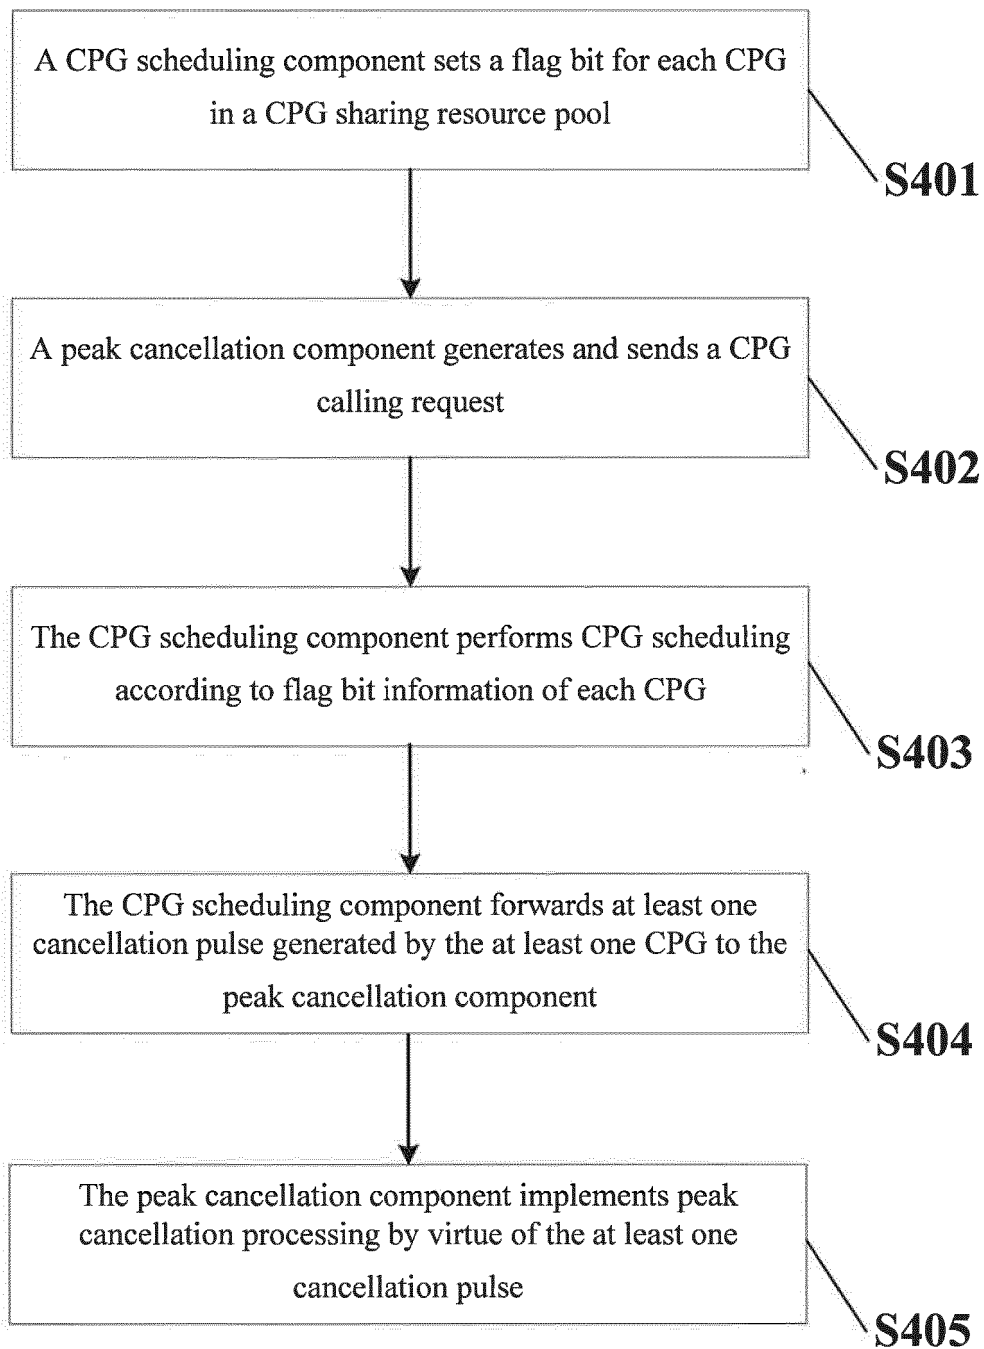 A CPG scheduling component sets a flag bit for each CPG
in a CPG sharing resource pool
S401
A peak cancellation component generates and sends a CPG
calling request
S402
The CPG scheduling component performs CPG scheduling
according to flag bit information of each CPG
S403
The CPG scheduling component forwards at least one
cancellation pulse generated by the at least one CPG to the
peak cancellation component
S404
The peak cancellation component implements peak
cancellation processing by virtue of the at least one
cancellation pulse
S405